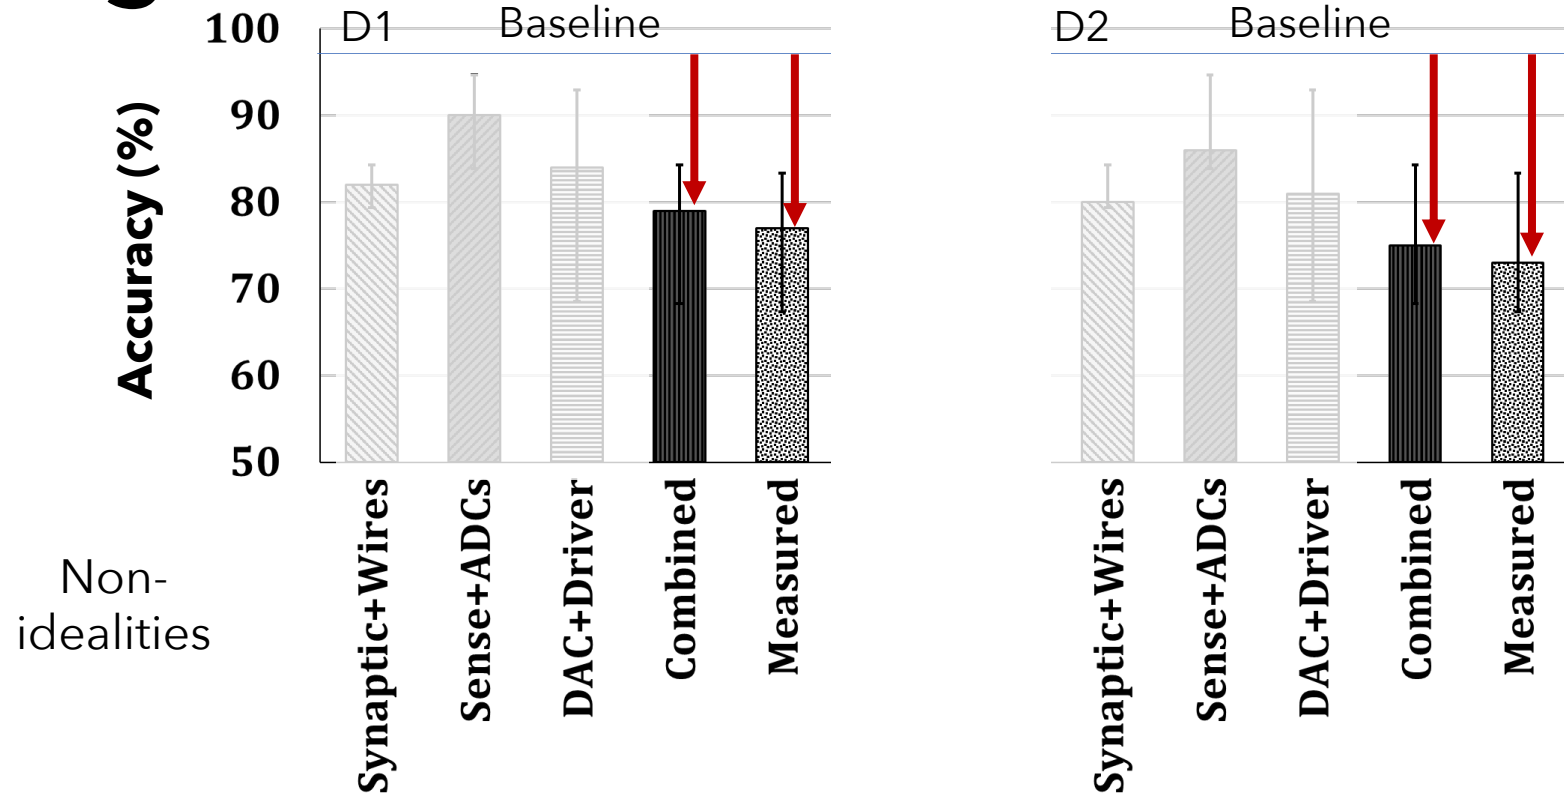 D1 Baseline
D2 Baseline
Accuracy (%)
100
90
80
70
60
50
Synaptic+Wires
Sense+ADCs
DAC+Driver
Combined
Measured
Synaptic+Wires
Sense+ADCs
DAC+Driver
Combined
Measured
Non-
idealities